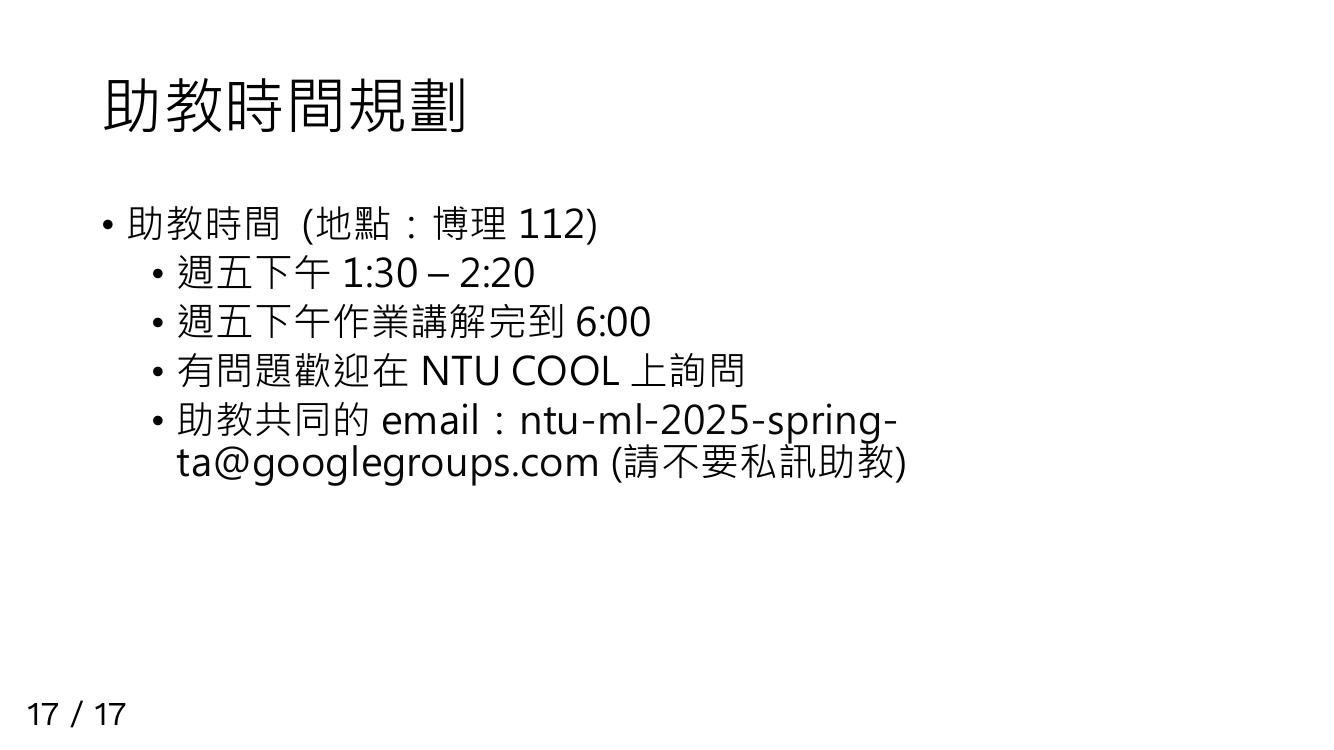 助教時間規劃
• 助教時間 (地點：博理 112)
• 週五下午 1:30 – 2:20
• 週五下午作業講解完到 6:00
• 有問題歡迎在 NTU COOL 上詢問
• 助教共同的 email：ntu-ml-2025-spring-
ta@googlegroups.com (請不要私訊助教)
17 / 17